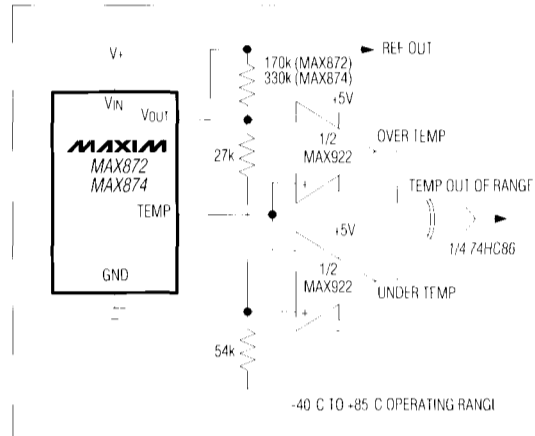 V+
REF OUT
170k (MAX872)
330k (MAX874)
+5V
VIN
VOUT
MAXIM
MAX872
MAX874
27k
1/2
MAX922
OVER TEMP
TEMP OUT OF RANGE
TEMP
+
+5V
1/4 74HC86
1/2
MAX922
GND
UNDER TEMP
+
54k
-40 C TO +85 C OPERATING RANGE